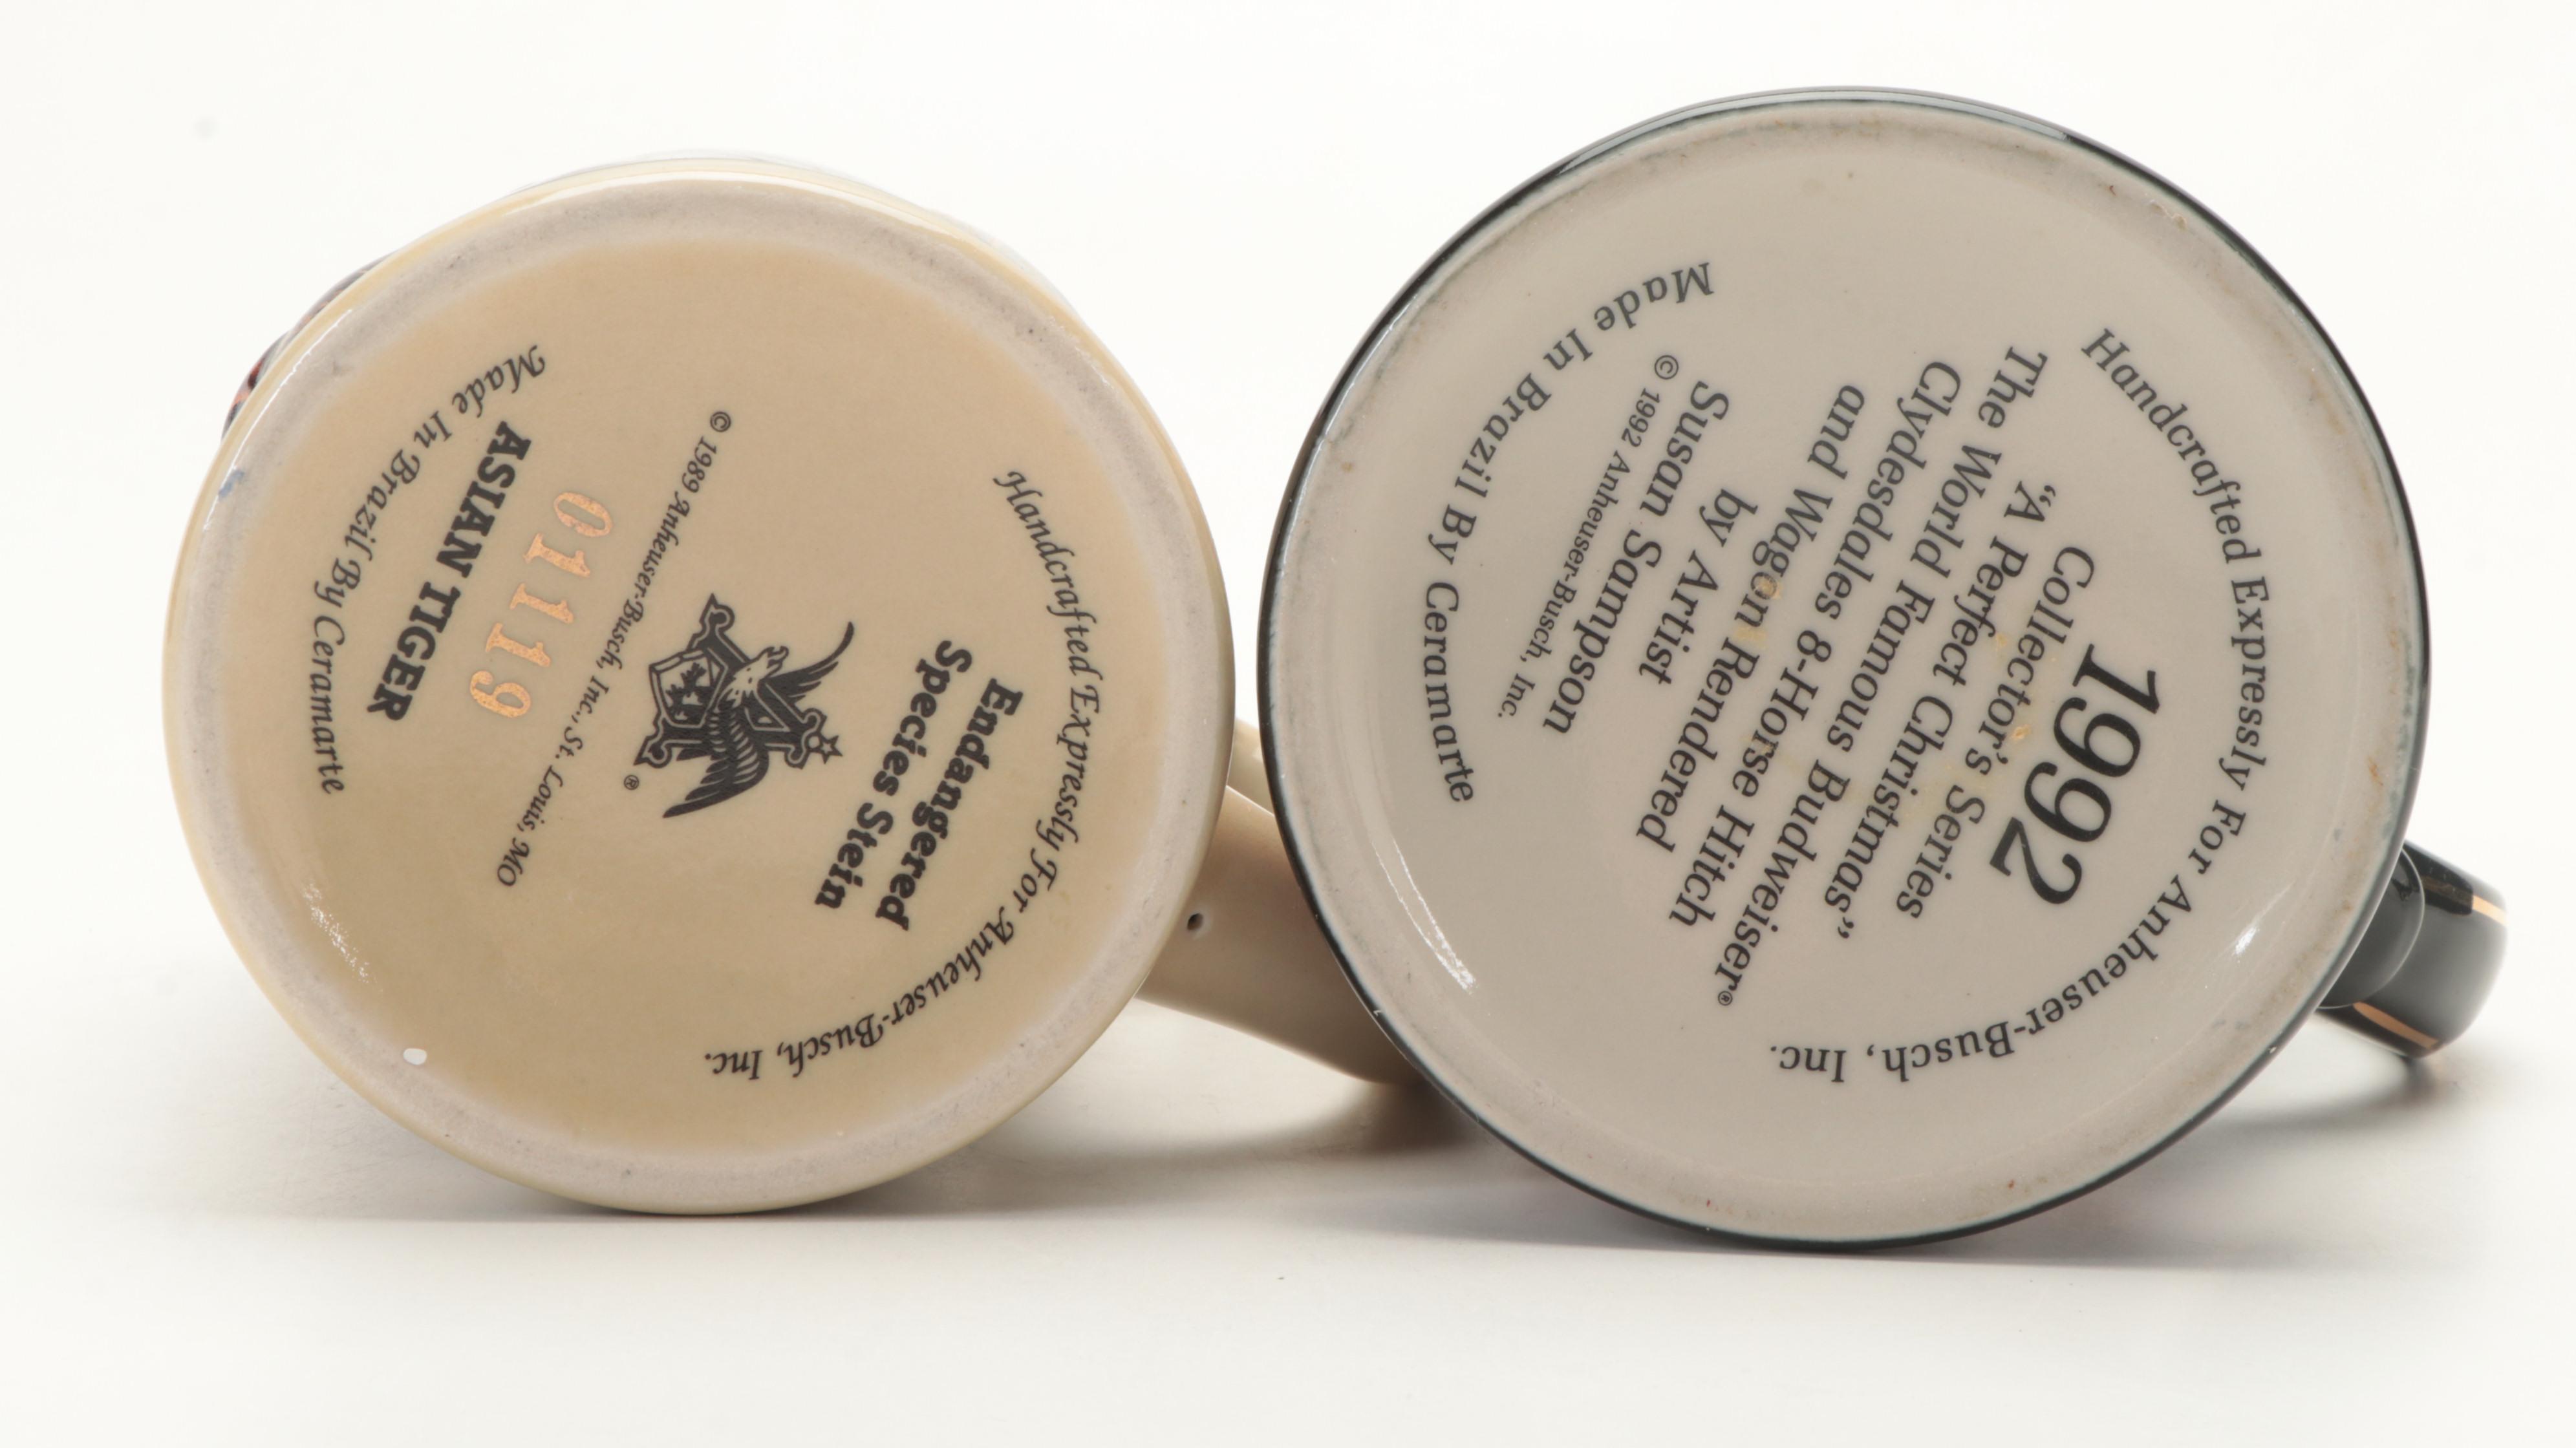 Handcrafted Expressly For Anheuser-Busch, Inc.
Endangered
Species Stein
®
© 1989 Anheuser-Busch, Inc., St. Louis, MO
01119
ASIAN TIGER
Made In Brazil By Ceramarte
Handcrafted Expressly For Anheuser-Busch, Inc.
1992
Collector's Series
"A Perfect Christmas"
The World Famous Budweiser®
Clydesdales 8-Horse Hitch
and Wagon Rendered
by Artist
Susan Sampson
© 1992 Anheuser-Busch, Inc.
Made In Brazil By Ceramarte